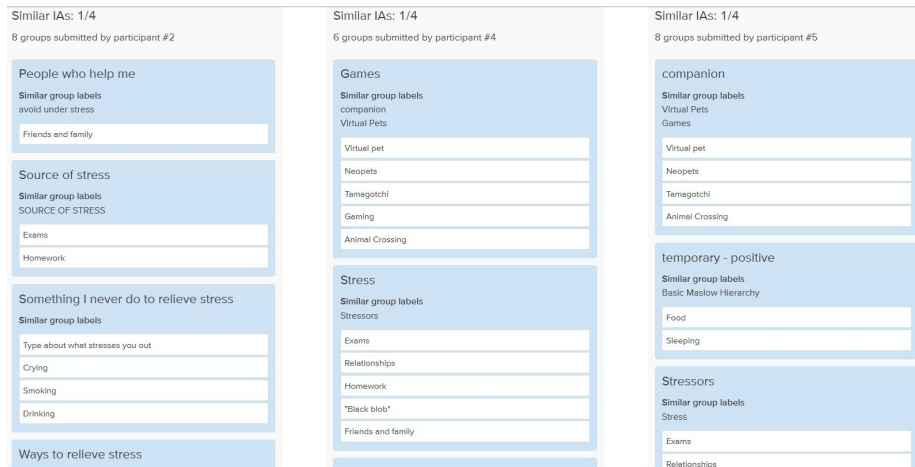 Similar IAs: 1/4
8 groups submitted by participant #2
People who help me
Similar group labels
avoid under stress
Friends and family
Source of stress
Similar group labels
SOURCE OF STRESS
Exams
Homework
Something I never do to relieve stress
Similar group labels
Type about what stresses you out
Crying
Smoking
Drinking
Ways to relieve stress
Similar IAs: 1/4
6 groups submitted by participant #4
Games
Similar group labels
companion
Virtual Pets
Virtual pet
Neopets
Tamagotchi
Gaming
Animal Crossing
Stress
Similar group labels
Stressors
Exams
Relationships
Homework
"Black blob"
Friends and family
Similar IAs: 1/4
8 groups submitted by participant #5
companion
Similar group labels
Virtual Pets
Games
Virtual pet
Neopets
Tamagotchi
Animal Crossing
temporary - positive
Similar group labels
Basic Maslow Hierarchy
Food
Sleeping
Stressors
Similar group labels
Stress
Exams
Relationships